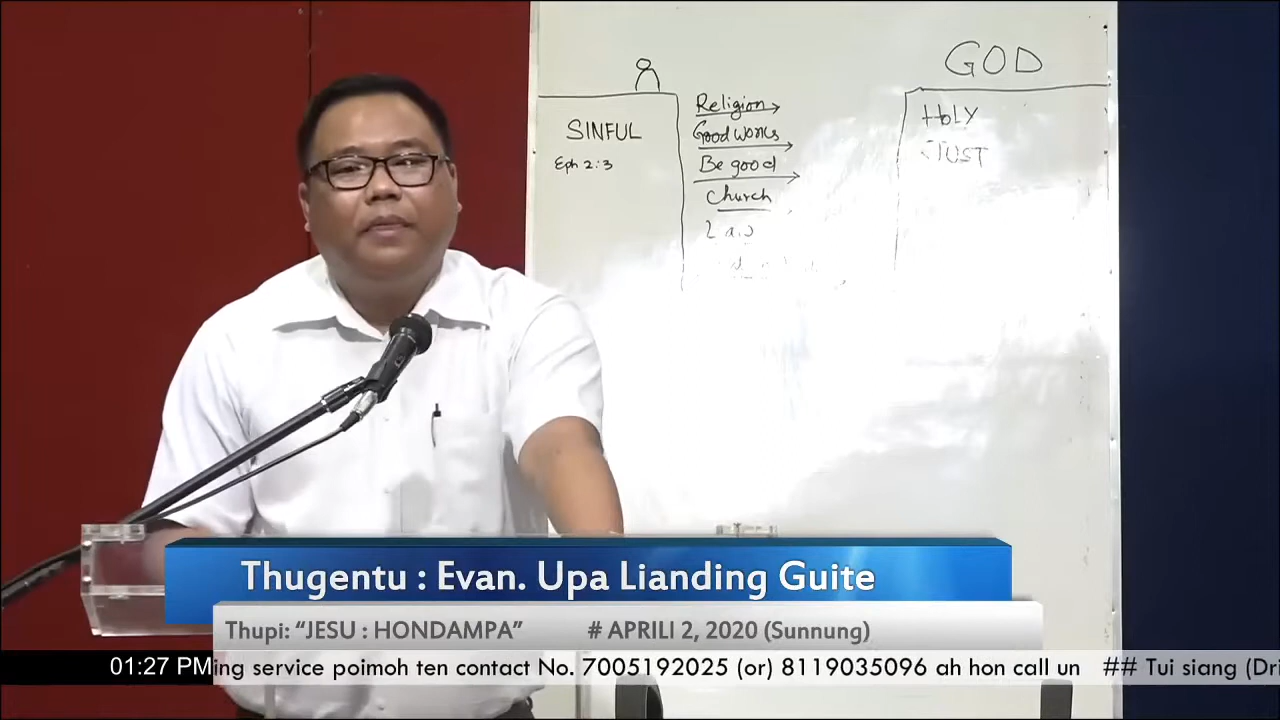 GOD
Religion
HOLY
SINFUL
Good works
JUST
Eph 2:3
Be good
Church
Law
Thugentu : Evan. Upa Lianding Guite
Thupi: “JESU : HONDAMPA” # APRILI 2, 2020 (Sunnung)
01:27 PM ing service poimoh ten contact No. 7005192025 (or) 8119035096 ah hon call un ## Tui siang (Dri